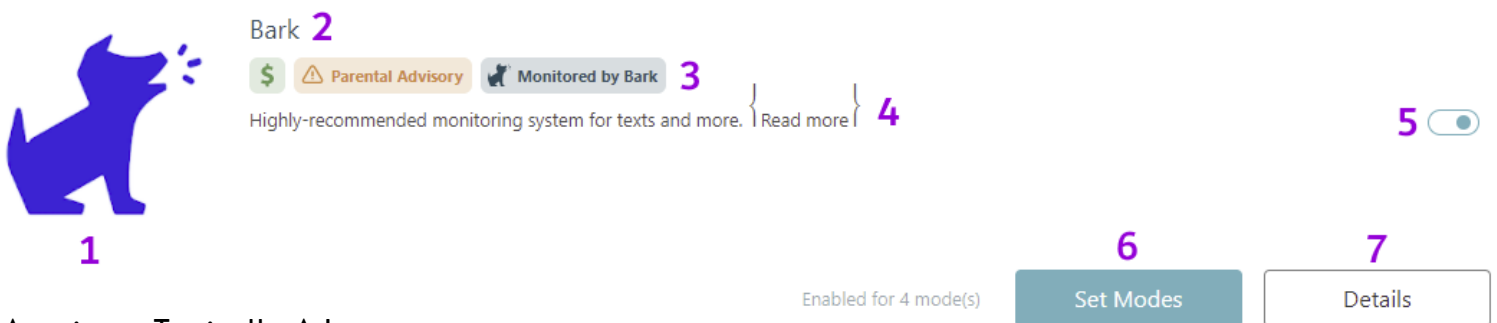 Bark 2
$ Parental Advisory Monitored by Bark 3
Highly-recommended monitoring system for texts and more. {Read more} 4
5
1
6 7
Enabled for 4 mode(s) Set Modes Details